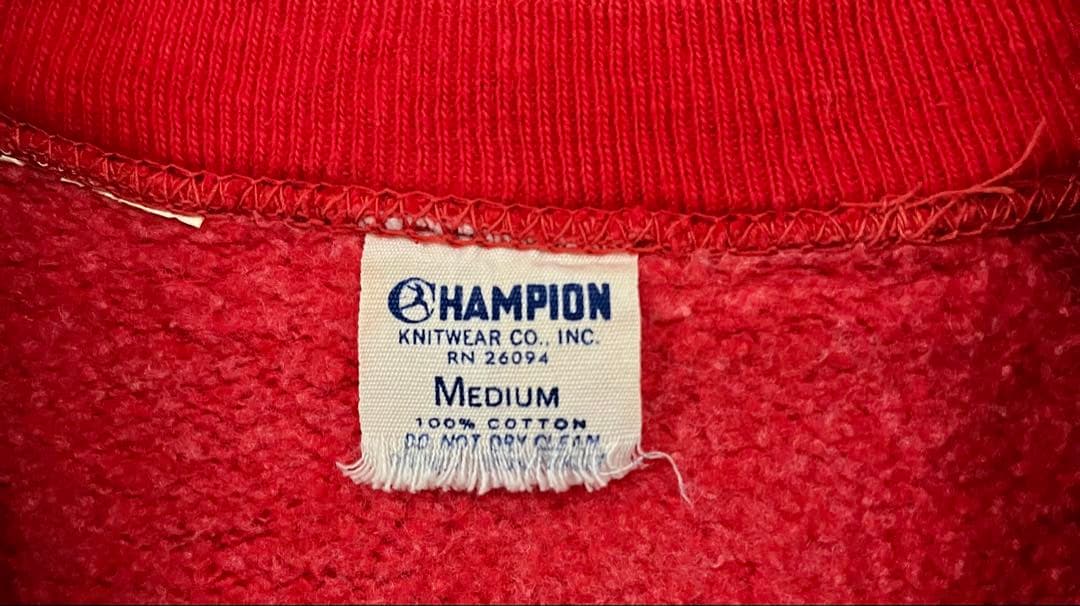 CHAMPION
KNITWEAR CO., INC.
RN 26094
MEDIUM
100% COTTON
DO NOT DRY CLEAN